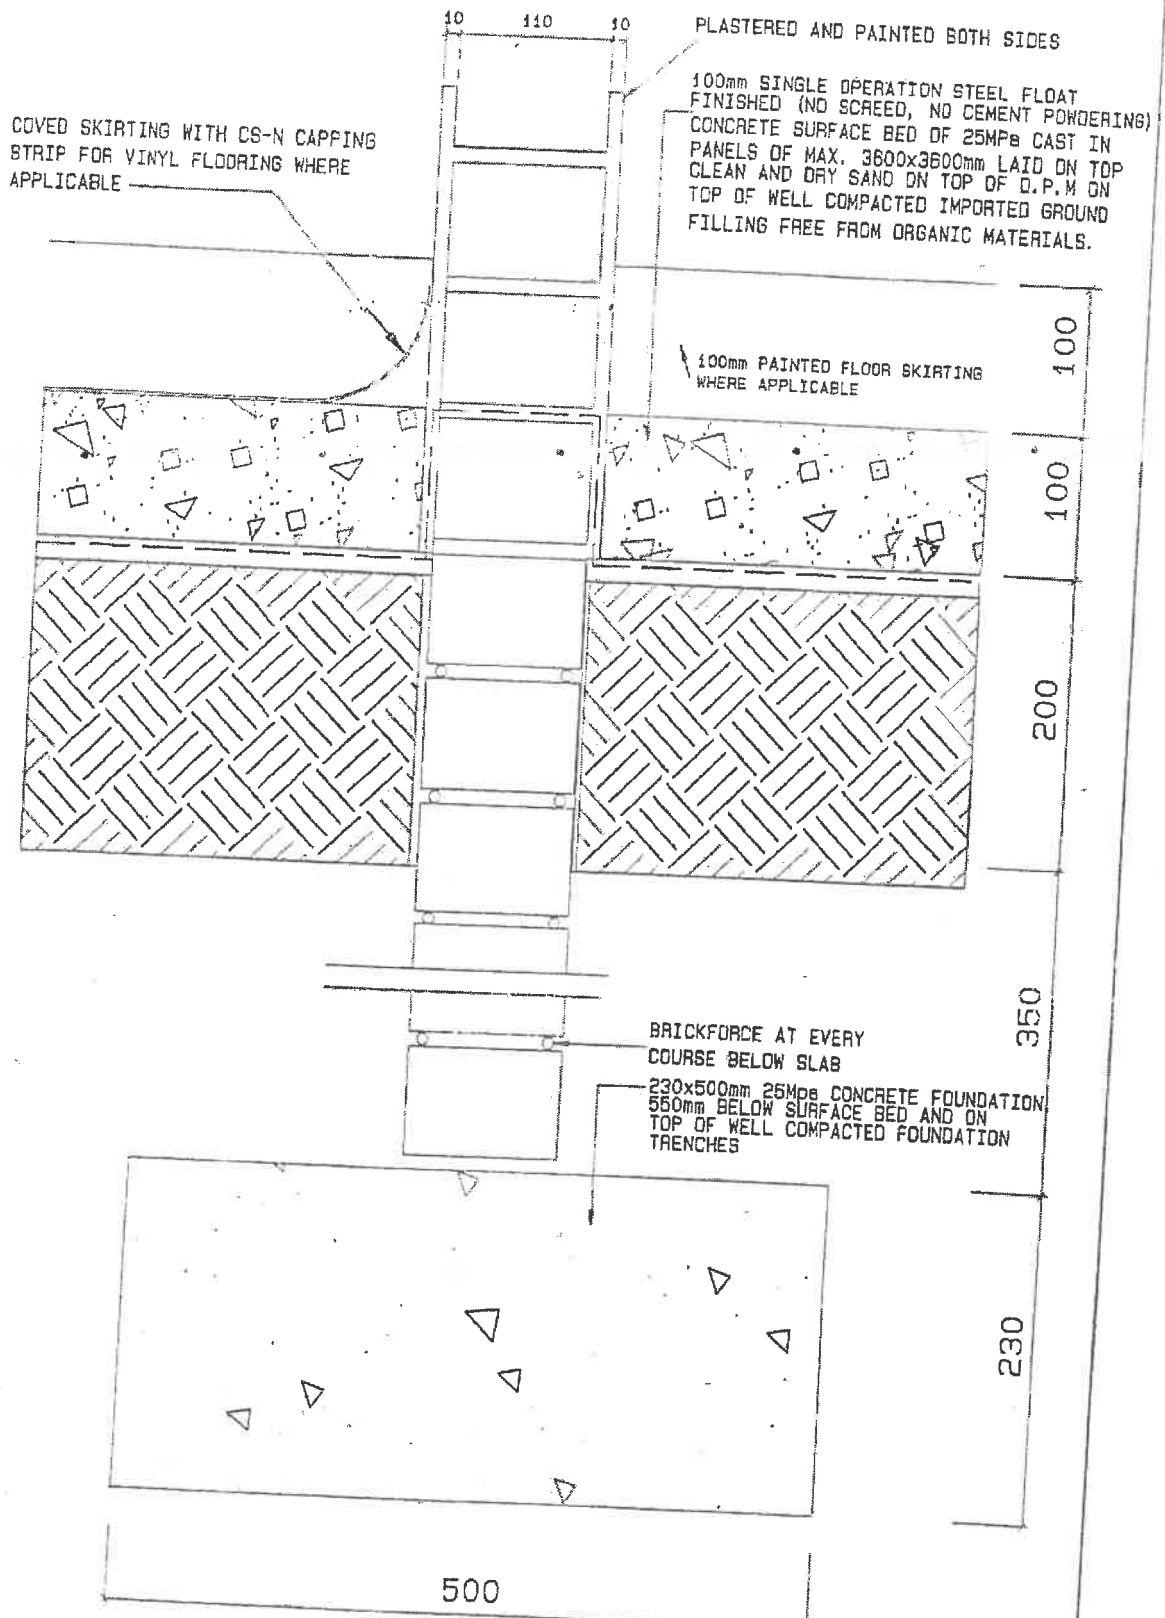 10 110 10
PLASTERED AND PAINTED BOTH SIDES
100mm SINGLE OPERATION STEEL FLOAT
FINISHED (NO SCREED, NO CEMENT POWDERING)
CONCRETE SURFACE BED OF 25MPa CAST IN
PANELS OF MAX. 3600x3600mm LAID ON TOP
CLEAN AND DRY SAND ON TOP OF D.P.M ON
TOP OF WELL COMPACTED IMPORTED GROUND
FILLING FREE FROM ORGANIC MATERIALS.
COVED SKIRTING WITH CS-N CAPPING
STRIP FOR VINYL FLOORING WHERE
APPLICABLE
100mm PAINTED FLOOR SKIRTING
WHERE APPLICABLE
100
100
200
350
BRICKFORCE AT EVERY
COURSE BELOW SLAB
230x500mm 25MPa CONCRETE FOUNDATION
550mm BELOW SURFACE BED AND ON
TOP OF WELL COMPACTED FOUNDATION
TRENCHES
230
500